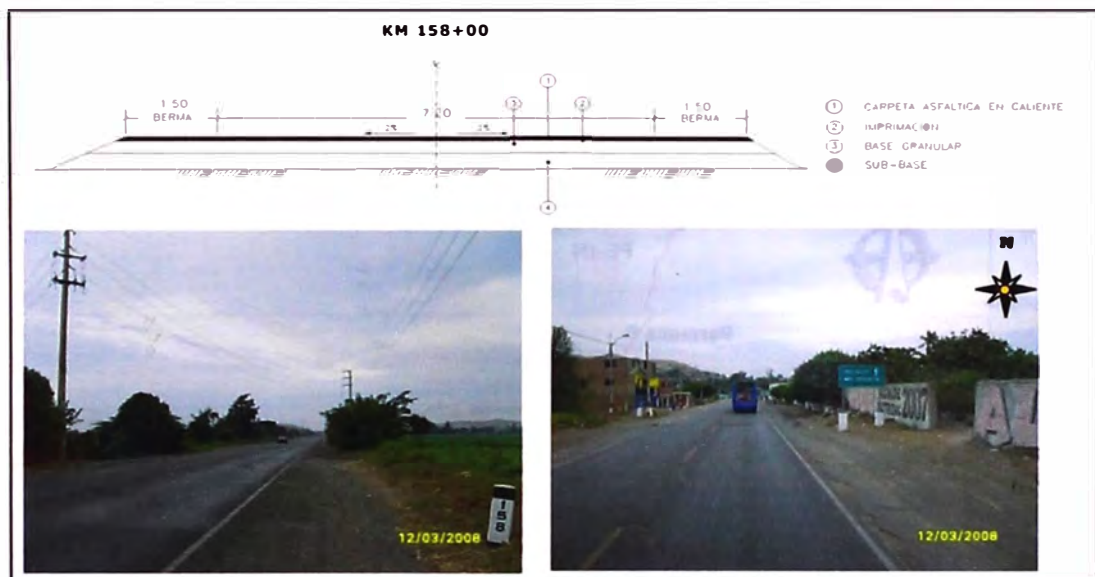 KM 158+00
1 50
BERMA
7.20
1 50
BERMA
2%
2%
3
1
2
4
1 CARPETA ASFALTICA EN CALIENTE
2 IMPRIMACION
3 BASE GRANULAR
SUB-BASE
N
158
12/03/2008
2007
12/03/2008